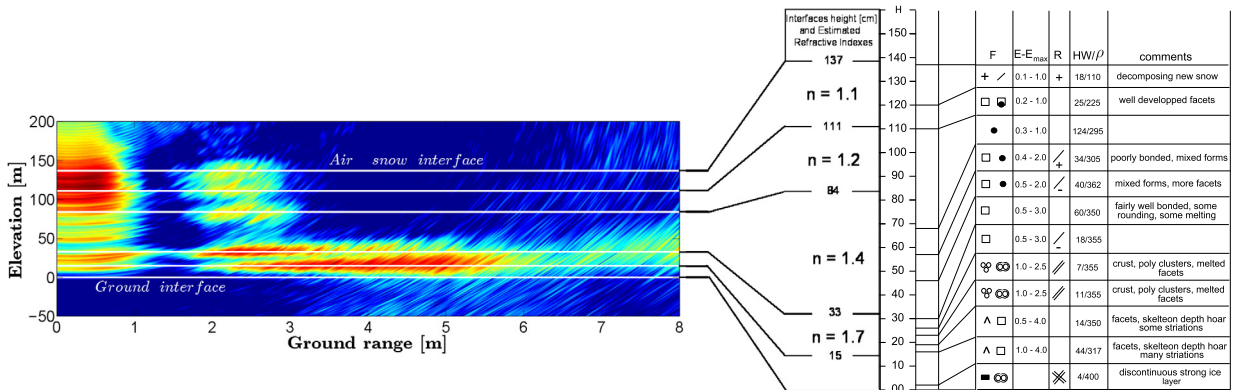 Elevation [m]
200
150
100
50
0
−50
Air snow interface
Ground interface
0 1 2 3 4 5 6 7 8
Ground range [m]
Interfaces height [cm]
and Estimated
Refractive Indexes
137
n = 1.1
111
n = 1.2
84
n = 1.4
33
n = 1.7
15
H
150
140
130
120
110
100
90
80
70
60
50
40
30
20
10
00
F E-Emax R HW/ρ comments
+ / 0.1 - 1.0 + 18/110 decomposing new snow
0.2 - 1.0 25/225 well developped facets
0.3 - 1.0 124/295
0.4 - 2.0 34/305 poorly bonded, mixed forms
0.5 - 2.0 40/362 mixed forms, more facets
0.5 - 3.0 60/350 fairly well bonded, some
rounding, some melting
0.5 - 3.0 18/355
1.0 - 2.5 7/355 crust, poly clusters, melted
facets
1.0 - 2.5 11/355 crust, poly clusters, melted
facets
0.5 - 4.0 14/350 facets, skelteon depth hoar
some striations
1.0 - 4.0 44/317 facets, skelteon depth hoar
many striations
4/400 discontinuous strong ice
layer